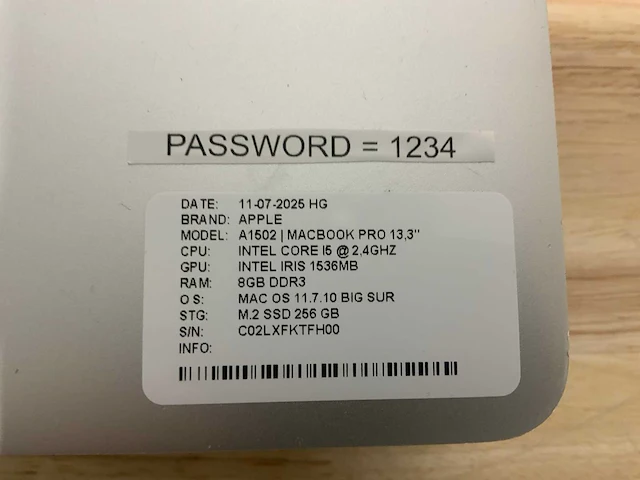 PASSWORD = 1234
DATE: 11-07-2025 HG
BRAND: APPLE
MODEL: A1502 | MACBOOK PRO 13,3"
CPU: INTEL CORE I5 @ 2,4GHZ
GPU: INTEL IRIS 1536MB
RAM: 8GB DDR3
O S: MAC OS 11.7.10 BIG SUR
STG: M.2 SSD 256 GB
S/N: C02LXFKTFH00
INFO: